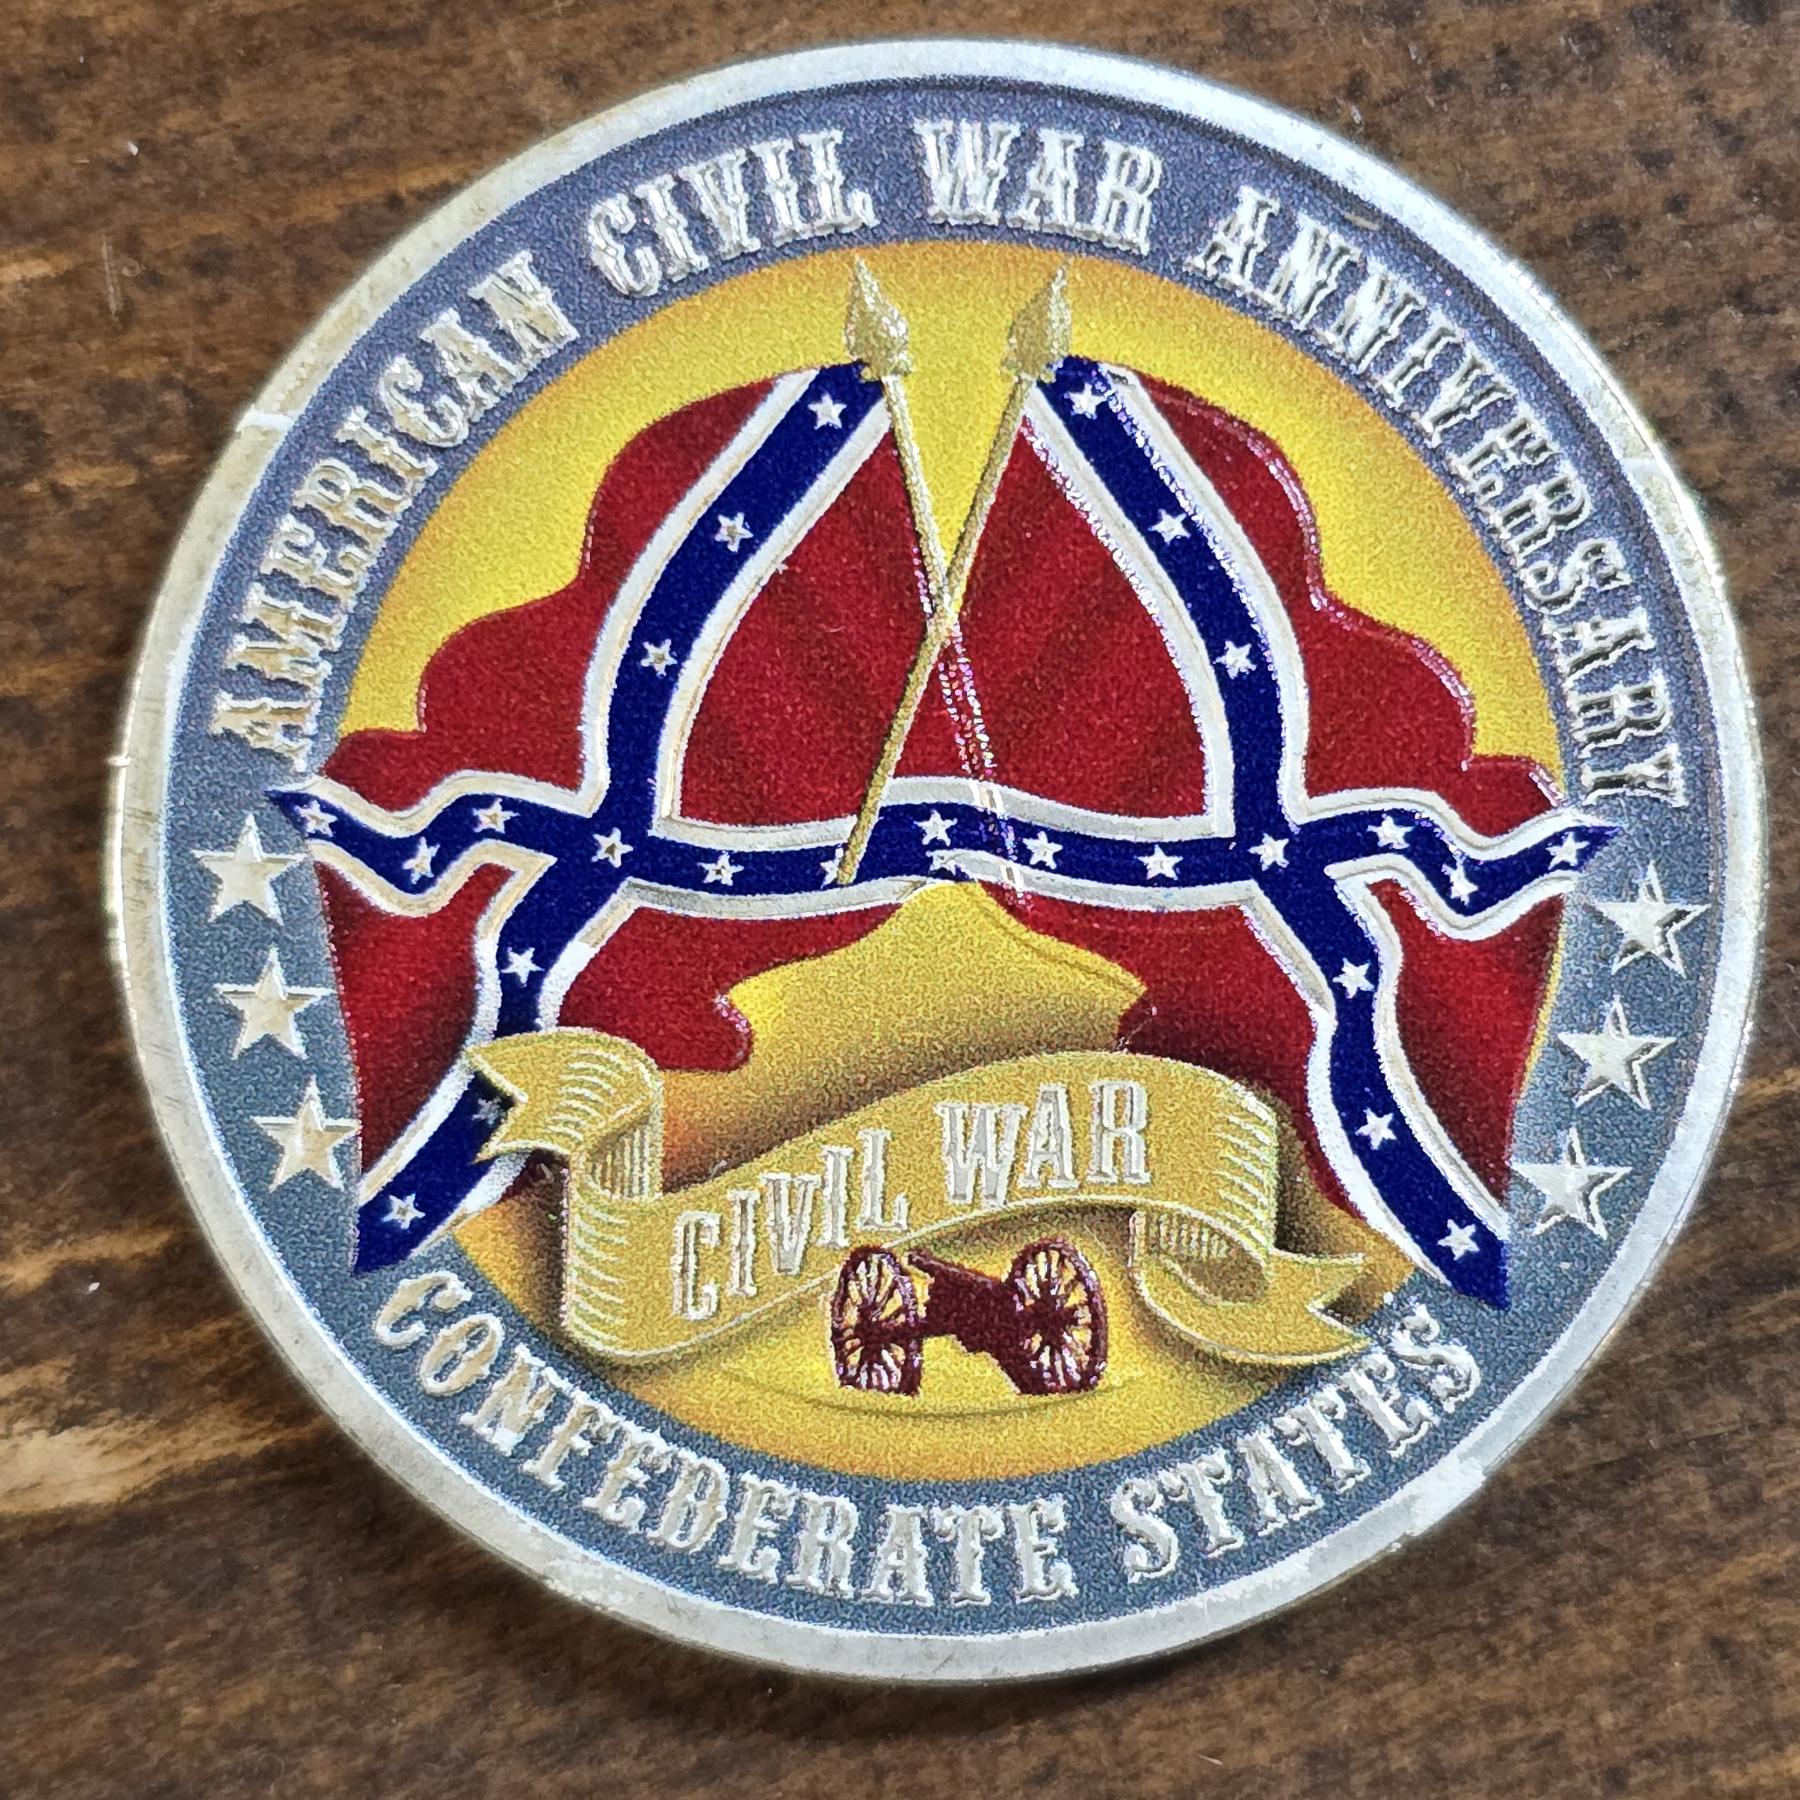 AMERICAN CIVIL WAR ANNIVERSARY
CIVIL WAR
CONFEDERATE STATES